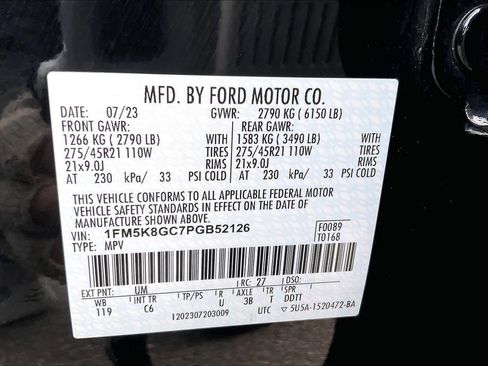 MFD. BY FORD MOTOR CO.
DATE: 07/23 GVWR: 2790 KG ( 6150 LB)
FRONT GAWR: REAR GAWR:
1266 KG ( 2790 LB) WITH 1583 KG ( 3490 LB) WITH
275/45R21 110W TIRES 275/45R21 110W TIRES
21x9.0J RIMS 21x9.0J RIMS
AT 230 kPa/ 33 PSI COLD AT 230 kPa/ 33 PSI COLD
THIS VEHICLE CONFORMS TO ALL APPLICABLE FEDERAL MOTOR
VEHICLE SAFETY STANDARDS IN EFFECT ON THE DATE OF
MANUFACTURE SHOWN ABOVE.
VIN: 1FM5K8GC7PGB52126 F0089
TYPE: MPV T0168
EXT PNT: UM RC: 27 DSO:
WB INT TR TP/PS R AXLE TR SPR
119 C6 U 3B T DDTT
1202307203009 UTC ▽5U5A-1520472-BA